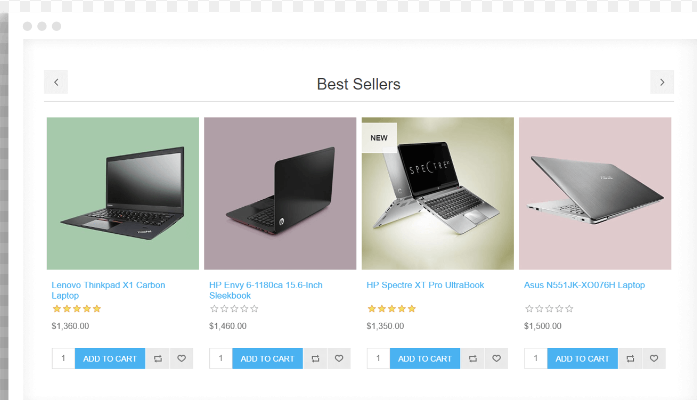 Best Sellers
NEW
SPECTRE
Lenovo Thinkpad X1 Carbon
Laptop
$1,360.00
1 ADD TO CART
HP Envy 6-1180ca 15.6-Inch
Sleekbook
$1,460.00
1 ADD TO CART
HP Spectre XT Pro UltraBook
$1,350.00
1 ADD TO CART
Asus N551JK-XO076H Laptop
$1,500.00
1 ADD TO CART